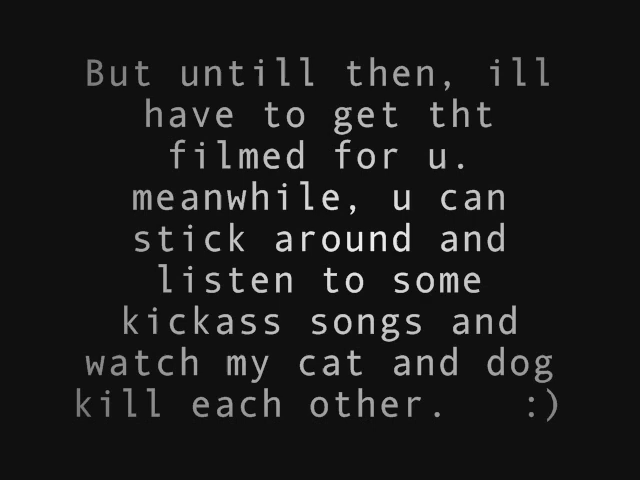 But untill then, ill
have to get tht
filmed for u.
meanwhile, u can
stick around and
listen to some
kickass songs and
watch my cat and dog
kill each other.   :)